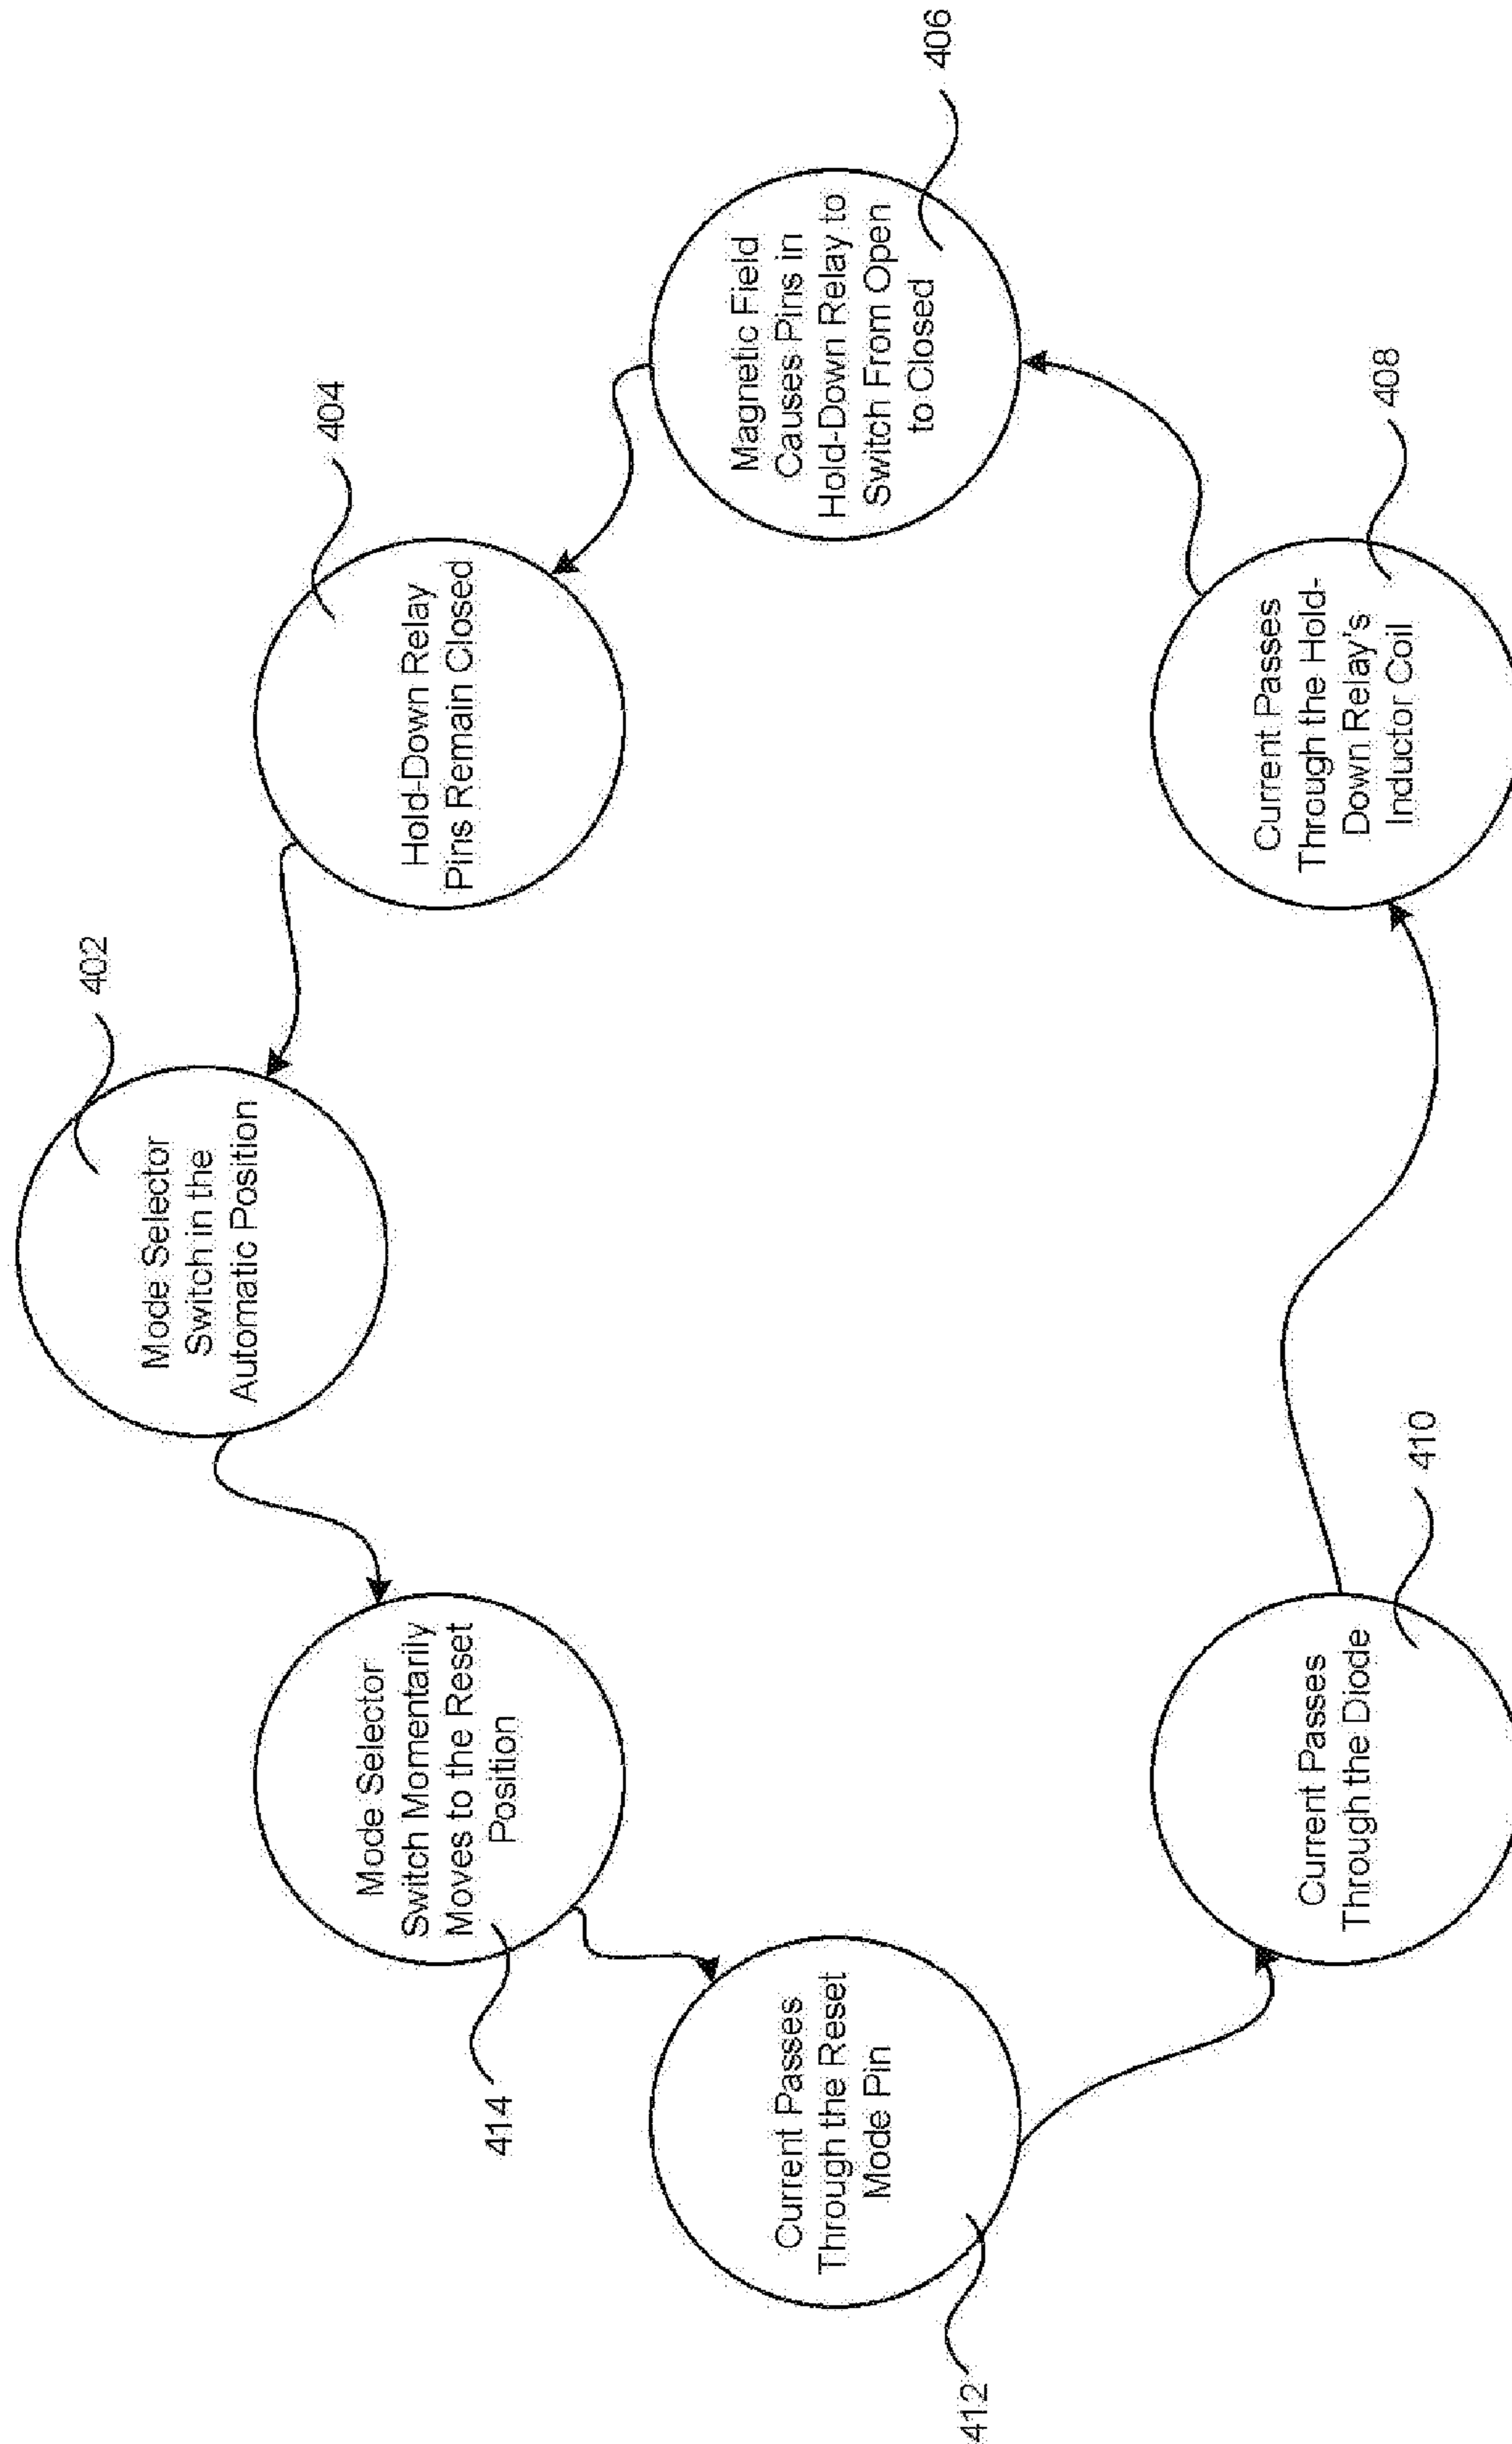 402
Mode Selector
Switch in the
Automatic Position
404
Hold-Down Relay
Pins Remain Closed
406
Magnetic Field
Causes Pins in
Hold-Down Relay to
Switch From Open
to Closed
408
Current Passes
Through the Hold-
Down Relay's
Inductor Coil
410
Current Passes
Through the Diode
412
Current Passes
Through the Reset
Mode Pin
414
Mode Selector
Switch Momentarily
Moves to the Reset
Position